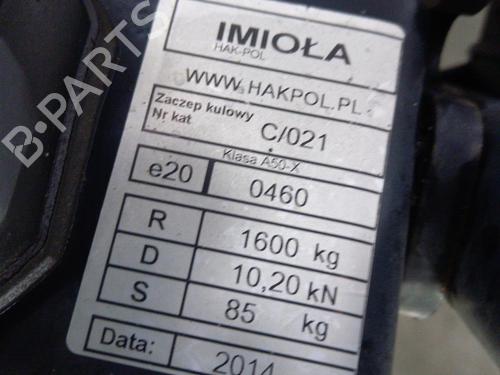 IMIOŁA
HAK-POL
WWW.HAKPOL.PL
Zaczep kulowy
Nr kat C/021
Klasa A50-X
e20 0460
R 1600 kg
D 10,20 kN
S 85 kg
Data: 2014
B-PARTS